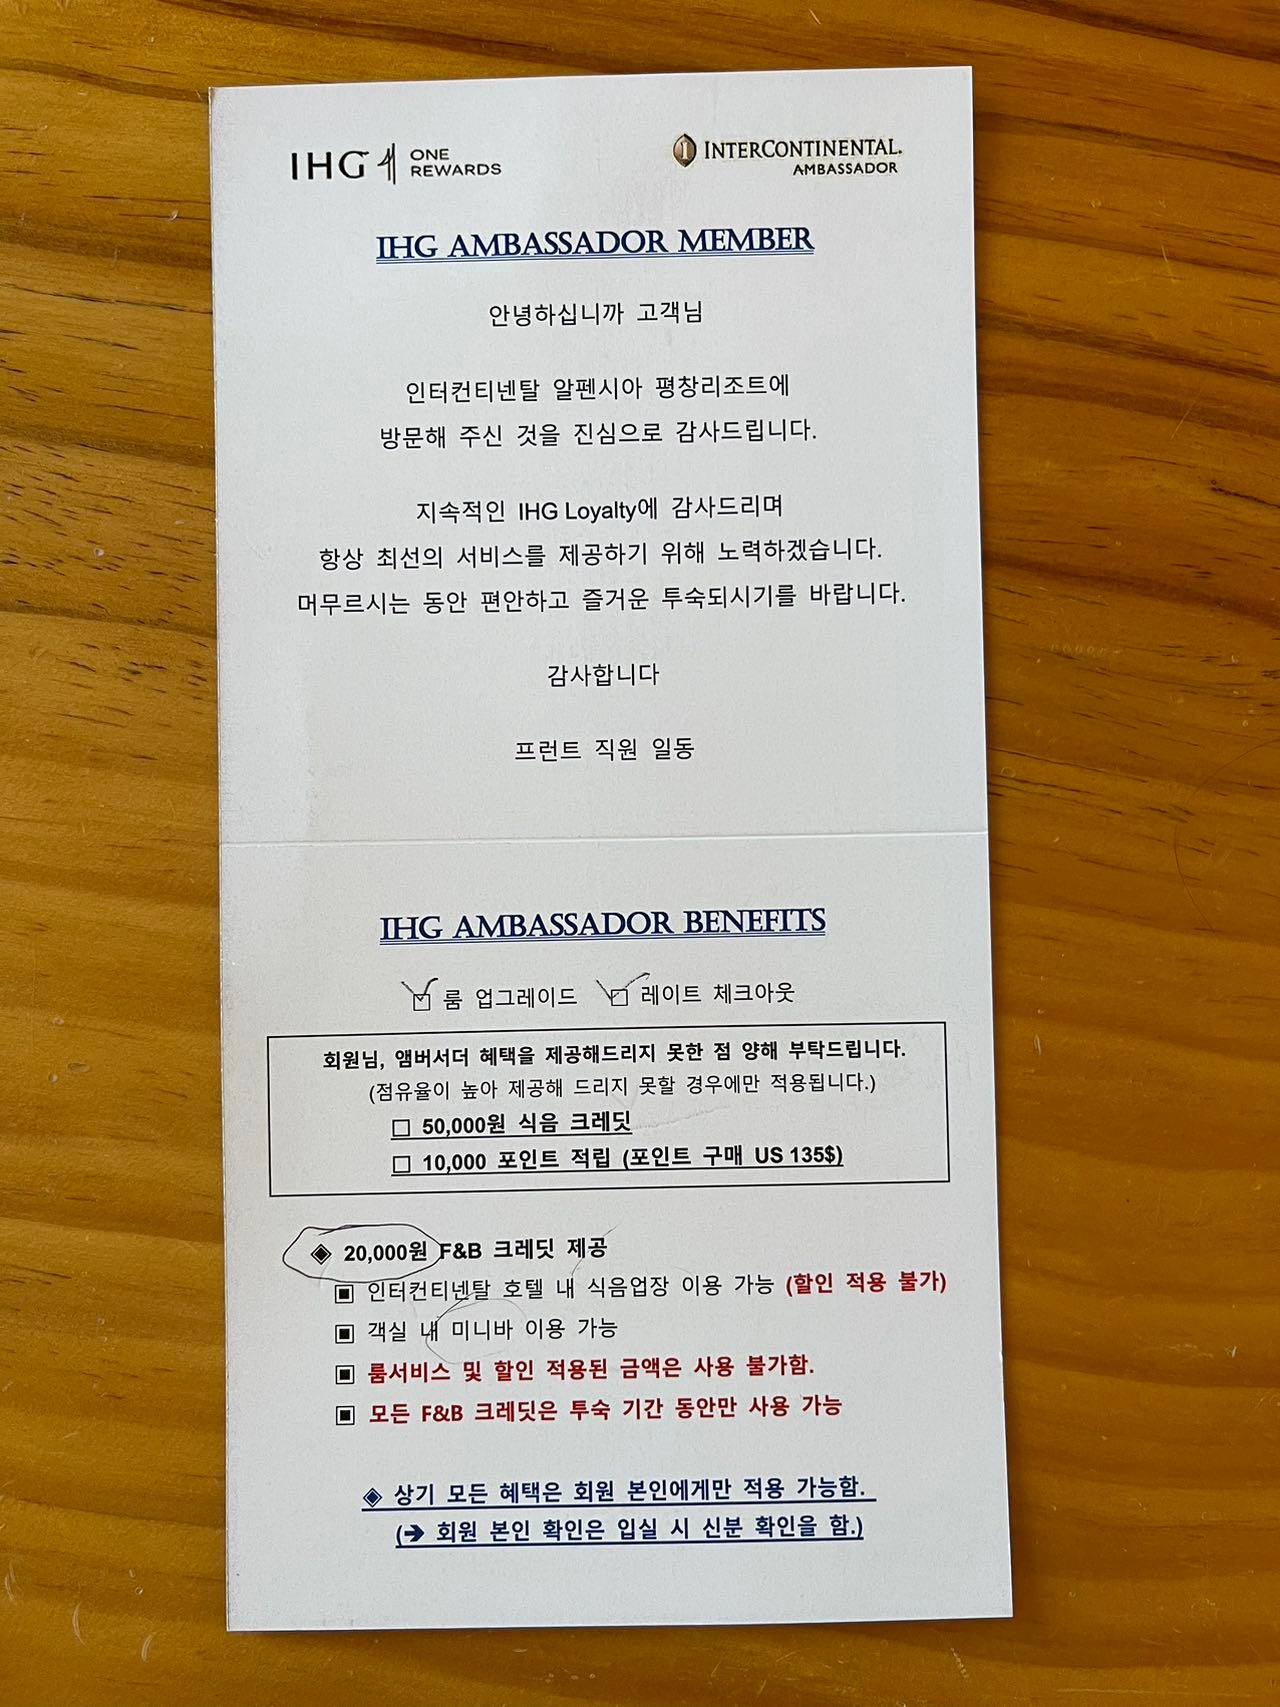 IHG ONE REWARDS
INTERCONTINENTAL.
AMBASSADOR
IHG AMBASSADOR MEMBER
안녕하십니까 고객님
인터컨티넨탈 알펜시아 평창리조트에
방문해 주신 것을 진심으로 감사드립니다.
지속적인 IHG Loyalty에 감사드리며
항상 최선의 서비스를 제공하기 위해 노력하겠습니다.
머무르시는 동안 편안하고 즐거운 투숙되시기를 바랍니다.
감사합니다
프런트 직원 일동
IHG AMBASSADOR BENEFITS
☑ 룸 업그레이드 ☑ 레이트 체크아웃
회원님, 앰버서더 혜택을 제공해드리지 못한 점 양해 부탁드립니다.
(점유율이 높아 제공해 드리지 못할 경우에만 적용됩니다.)
□ 50,000원 식음 크레딧
□ 10,000 포인트 적립 (포인트 구매 US 135$)
◈ 20,000원 F&B 크레딧 제공
▣ 인터컨티넨탈 호텔 내 식음업장 이용 가능 (할인 적용 불가)
▣ 객실 내 미니바 이용 가능
▣ 룸서비스 및 할인 적용된 금액은 사용 불가함.
▣ 모든 F&B 크레딧은 투숙 기간 동안만 사용 가능
◈ 상기 모든 혜택은 회원 본인에게만 적용 가능함.
(➔ 회원 본인 확인은 입실 시 신분 확인을 함.)